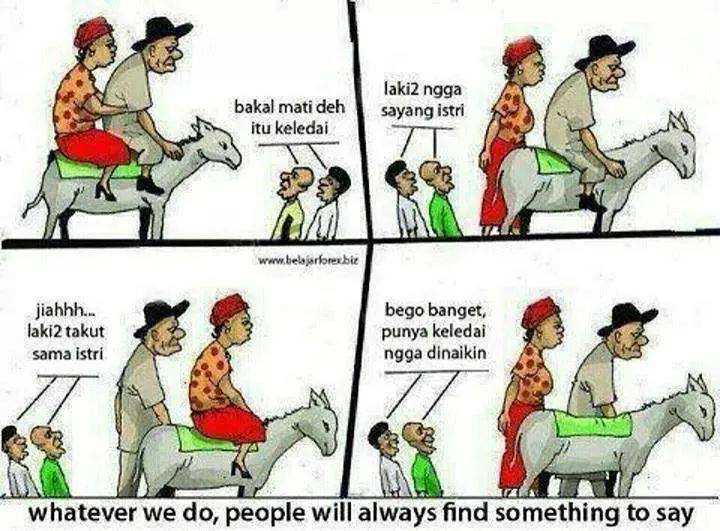 bakal mati deh
itu keledai
laki2 ngga
sayang istri
www.belajarforex.biz
jiahhh...
laki2 takut
sama istri
bego banget,
punya keledai
ngga dinaikin
whatever we do, people will always find something to say